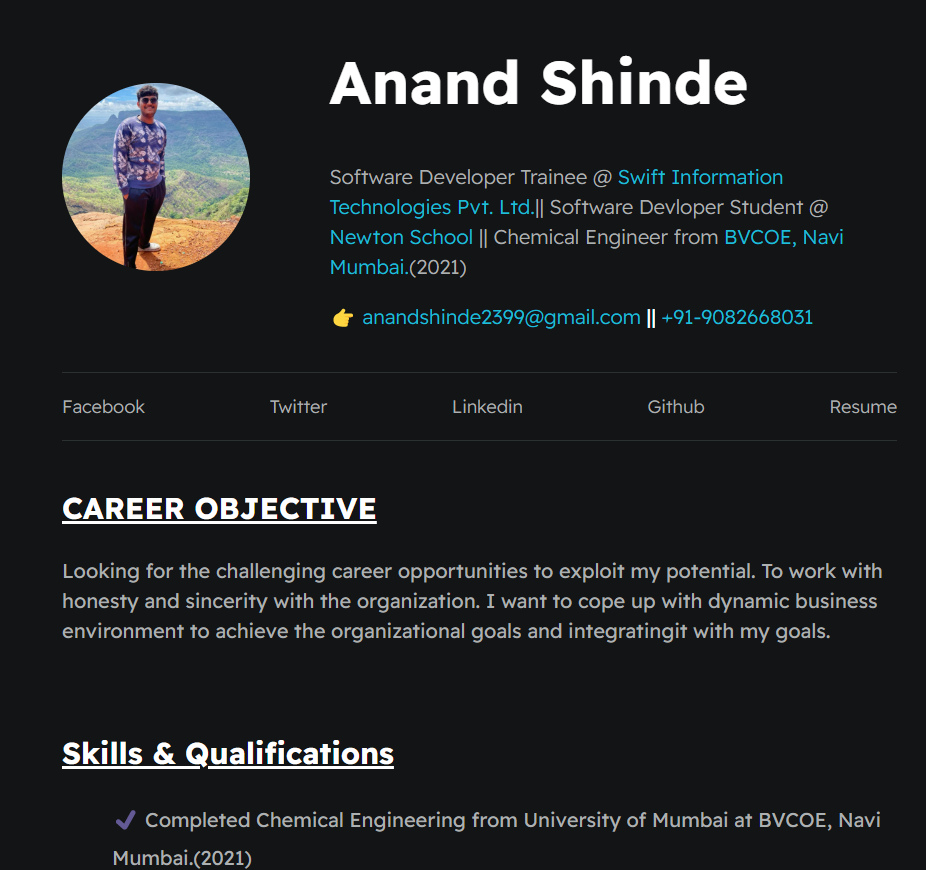 Anand Shinde
Software Developer Trainee @ Swift Information
Technologies Pvt. Ltd.|| Software Devloper Student @
Newton School || Chemical Engineer from BVCOE, Navi
Mumbai.(2021)
👉 anandshinde2399@gmail.com || +91-9082668031
Facebook Twitter Linkedin Github Resume
CAREER OBJECTIVE
Looking for the challenging career opportunities to exploit my potential. To work with
honesty and sincerity with the organization. I want to cope up with dynamic business
environment to achieve the organizational goals and integratingit with my goals.
Skills & Qualifications
✔ Completed Chemical Engineering from University of Mumbai at BVCOE, Navi
Mumbai.(2021)